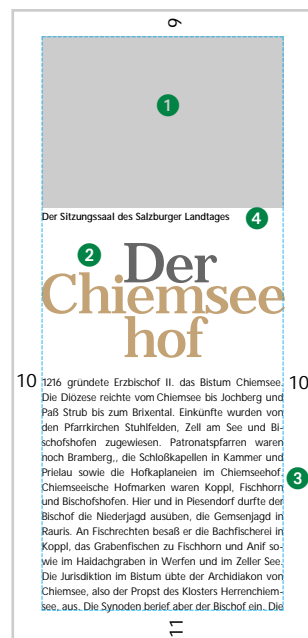 9
1
Der Sitzungssaal des Salzburger Landtages
4
2
Der
Chiemsee
hof
10
10
1216 gründete Erzbischof II. das Bistum Chiemsee.
Die Diözese reichte vom Chiemsee bis Jochberg und
Paß Strub bis zum Brixental. Einkünfte wurden von
den Pfarrkirchen Stuhlfelden, Zell am See und Bi-
schofshofen zugewiesen. Patronatspfarren waren
noch Bramberg,, die Schloßkapellen in Kammer und
Prielau sowie die Hofkaplaneien im Chiemseehof.
Chiemseeische Hofmarken waren Koppl, Fischhorn
und Bischofshofen. Hier und in Piesendorf durfte der
Bischof die Niederjagd ausüben, die Gemsenjagd in
Rauris. An Fischrechten besaß er die Bachfischerei in
Koppl, das Grabenfischen zu Fischhorn und Anif so-
wie im Haidachgraben in Werfen und im Zeller See.
Die Jurisdiktion im Bistum übte der Archidiakon von
Chiemsee, also der Propst des Klosters Herrenchiem-
see, aus. Die Synoden berief aber der Bischof ein. Die
3
11